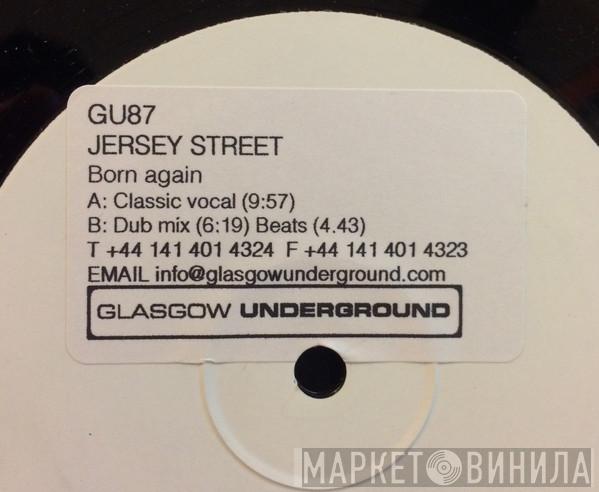 GU87
JERSEY STREET
Born again
A: Classic vocal (9:57)
B: Dub mix (6:19) Beats (4.43)
T +44 141 401 4324 F +44 141 401 4323
EMAIL info@glasgowunderground.com
GLASGOW UNDERGROUND
МАРКЕТ ВИНИЛА